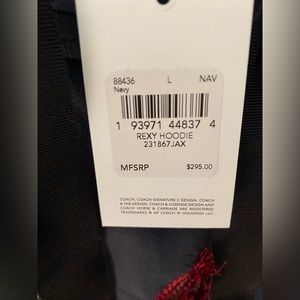 88436 L NAV
Navy
1 93971 44837 4
REXY HOODIE
231867JAX
MFSRP $295.00
COACH, COACH SIGNATURE C DESIGN, COACH
& TAG DESIGN, COACH & LOZENGE DESIGN AND
COACH HORSE & CARRIAGE ARE REGISTERED
TRADEMARKS ® OF COACH IP HOLDINGS LLC.